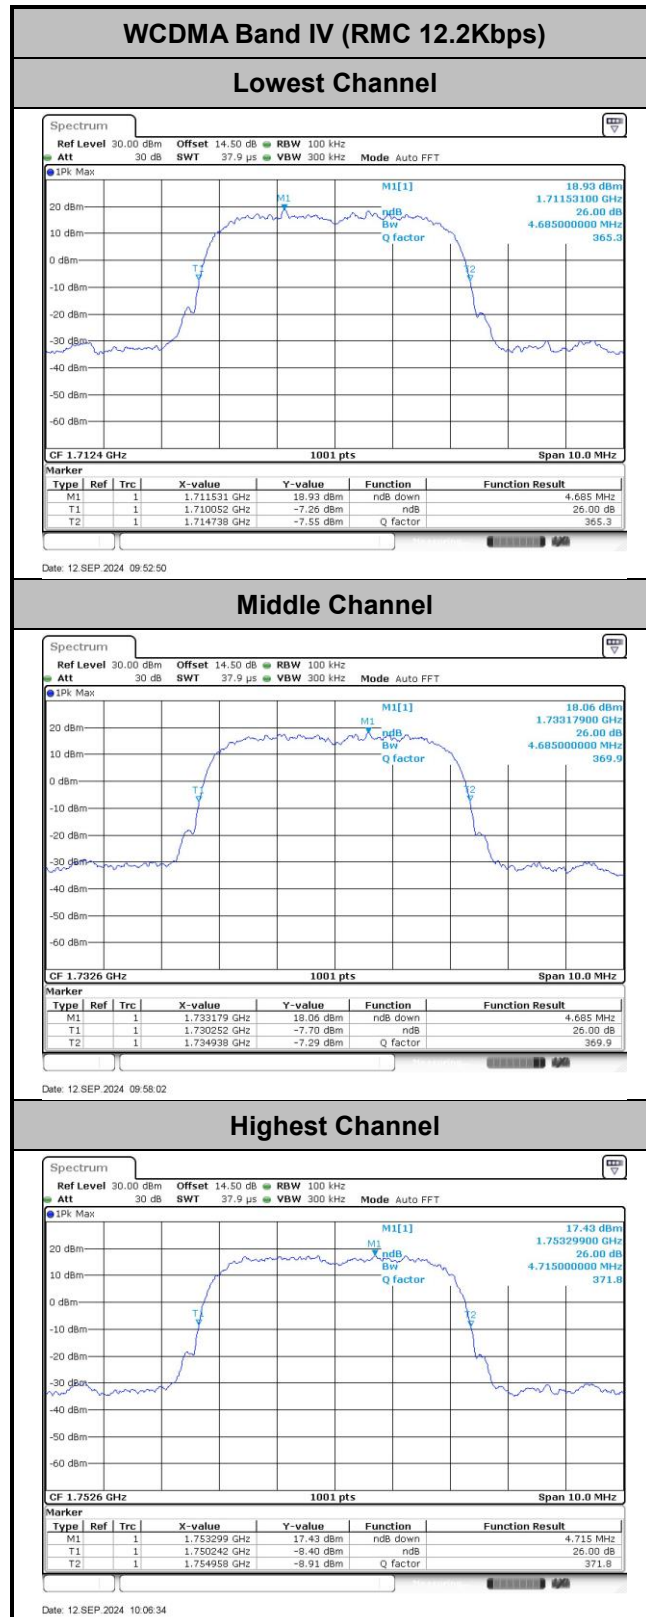 WCDMA Band IV (RMC 12.2Kbps)
Lowest Channel
Spectrum
Ref Level 30.00 dBm Offset 14.50 dB RBW 100 kHz
Att 30 dB SWT 37.9 µs VBW 300 kHz Mode Auto FFT
1Pk Max
M1[1] 18.93 dBm
1.71153100 GHz
M1
20 dBm
ndB 26.00 dB
Bw 4.685000000 MHz
10 dBm
Q factor 365.3
0 dBm
T1 T2
-10 dBm
-20 dBm
-30 dBm
-40 dBm
-50 dBm
-60 dBm
CF 1.7124 GHz 1001 pts Span 10.0 MHz
Marker
Type Ref Trc X-value Y-value Function Function Result
M1 1 1.711531 GHz 18.93 dBm ndB down 4.685 MHz
T1 1 1.710052 GHz -7.26 dBm ndB 26.00 dB
T2 1 1.714738 GHz -7.55 dBm Q factor 365.3
Date: 12.SEP.2024 09:52:50
Middle Channel
Spectrum
Ref Level 30.00 dBm Offset 14.50 dB RBW 100 kHz
Att 30 dB SWT 37.9 µs VBW 300 kHz Mode Auto FFT
1Pk Max
M1[1] 18.06 dBm
1.73317900 GHz
M1
20 dBm
ndB 26.00 dB
Bw 4.685000000 MHz
10 dBm
Q factor 369.9
0 dBm
T1 T2
-10 dBm
-20 dBm
-30 dBm
-40 dBm
-50 dBm
-60 dBm
CF 1.7326 GHz 1001 pts Span 10.0 MHz
Marker
Type Ref Trc X-value Y-value Function Function Result
M1 1 1.733179 GHz 18.06 dBm ndB down 4.685 MHz
T1 1 1.730252 GHz -7.70 dBm ndB 26.00 dB
T2 1 1.734938 GHz -7.29 dBm Q factor 369.9
Date: 12.SEP.2024 09:58:02
Highest Channel
Spectrum
Ref Level 30.00 dBm Offset 14.50 dB RBW 100 kHz
Att 30 dB SWT 37.9 µs VBW 300 kHz Mode Auto FFT
1Pk Max
M1[1] 17.43 dBm
1.75329900 GHz
M1
20 dBm
ndB 26.00 dB
Bw 4.715000000 MHz
10 dBm
Q factor 371.8
0 dBm
T1 T2
-10 dBm
-20 dBm
-30 dBm
-40 dBm
-50 dBm
-60 dBm
CF 1.7526 GHz 1001 pts Span 10.0 MHz
Marker
Type Ref Trc X-value Y-value Function Function Result
M1 1 1.753299 GHz 17.43 dBm ndB down 4.715 MHz
T1 1 1.750242 GHz -8.40 dBm ndB 26.00 dB
T2 1 1.754958 GHz -8.91 dBm Q factor 371.8
Date: 12.SEP.2024 10:06:34